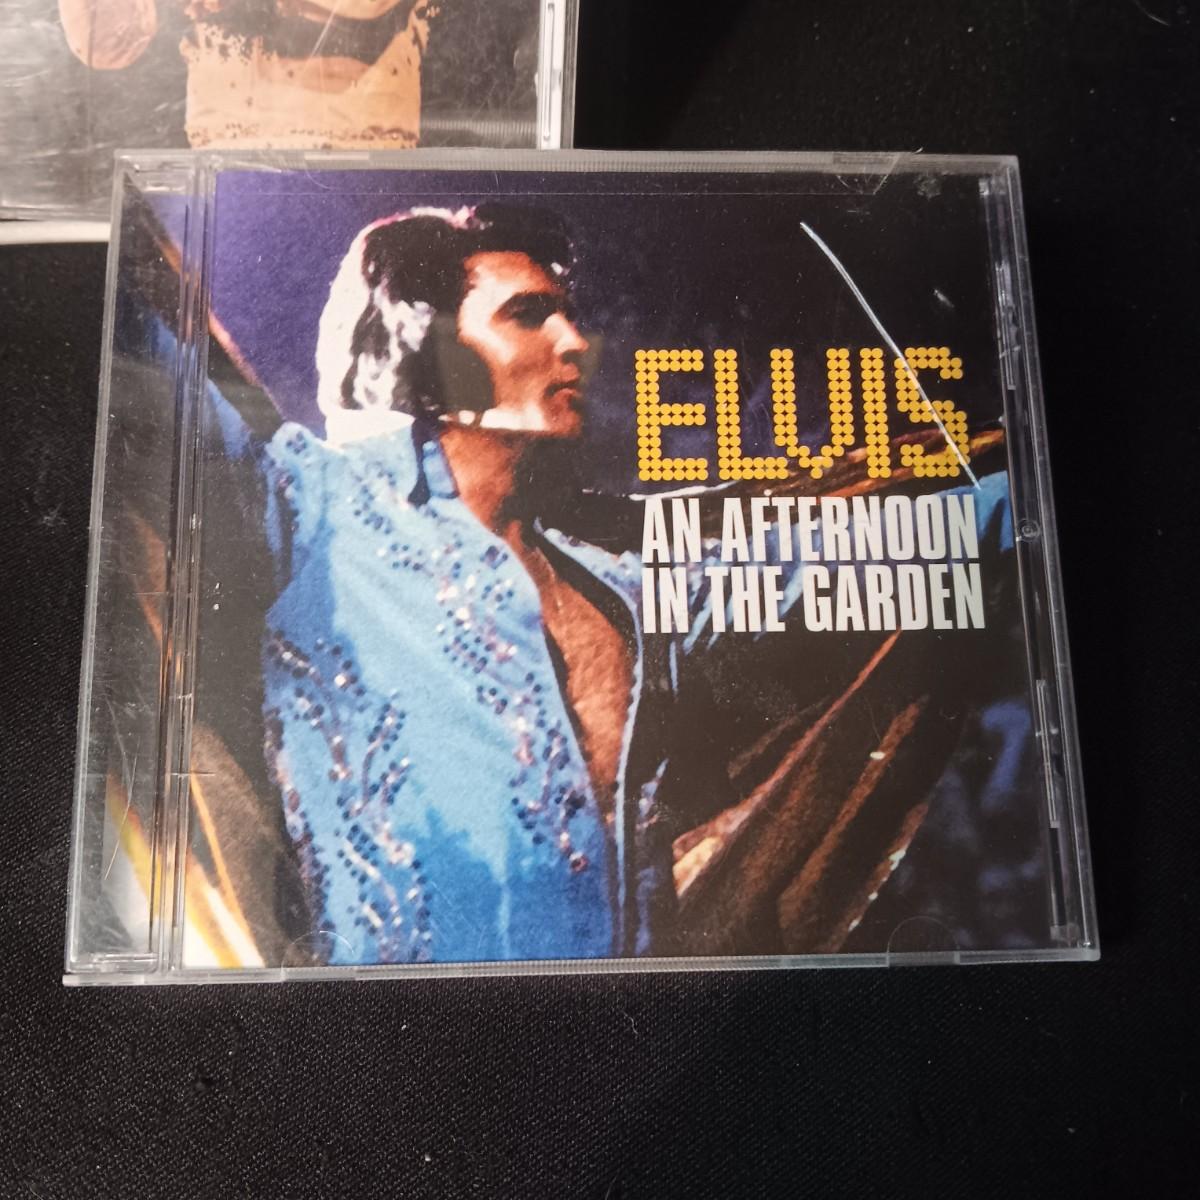 ELVIS
AN AFTERNOON
IN THE GARDEN